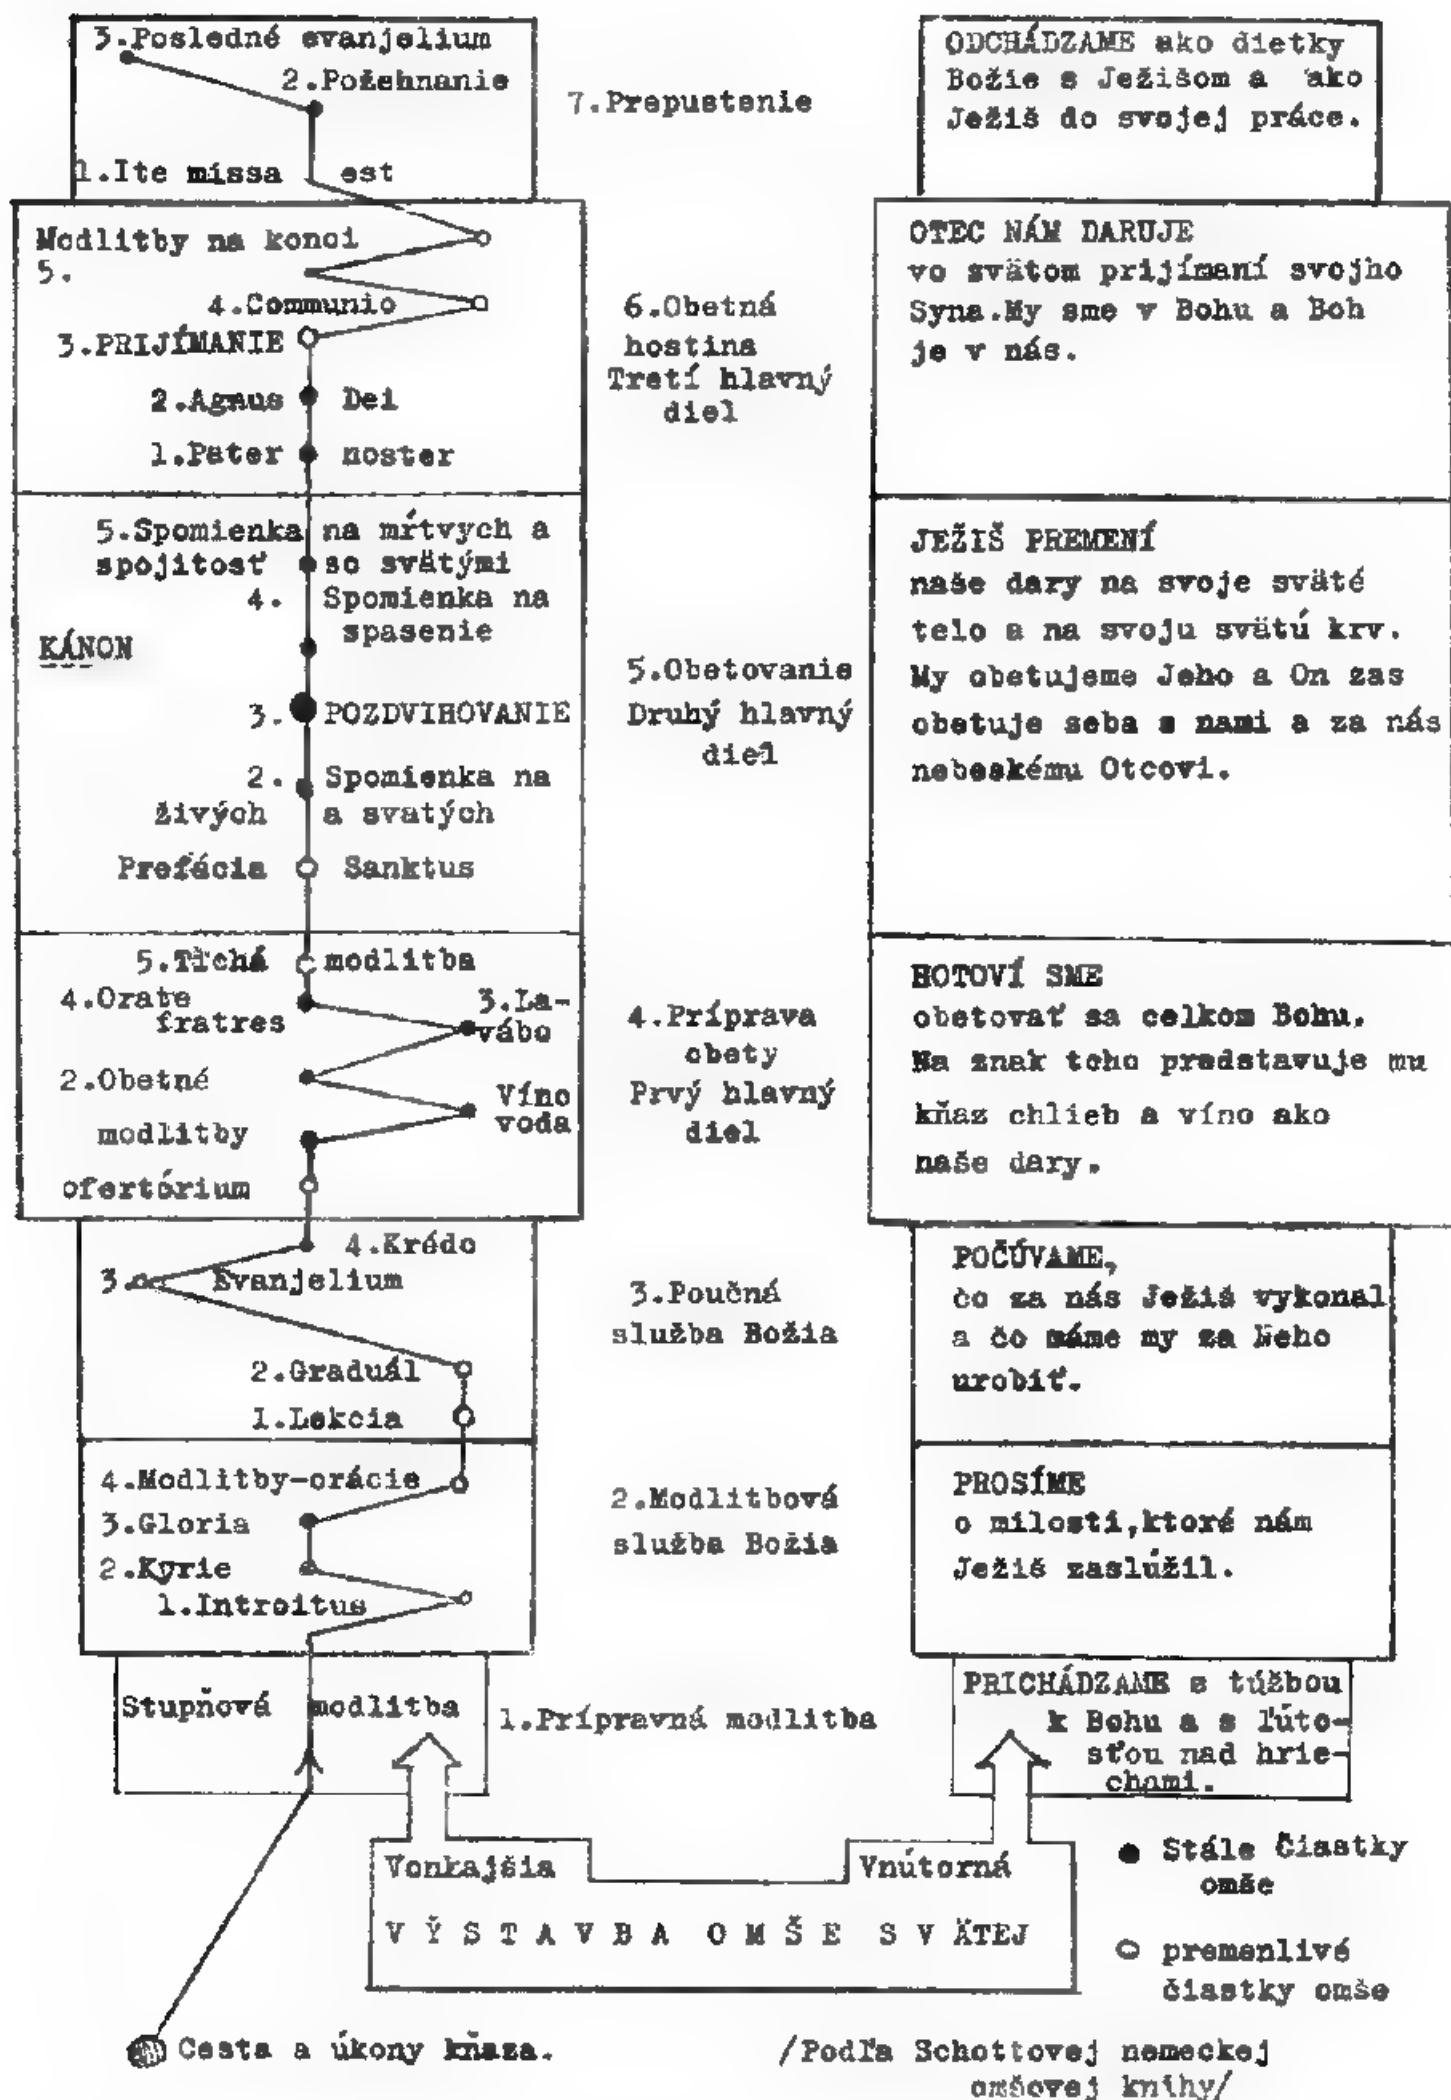 3.Posledné evanjelium
2.Požehnanie
1.Ite missa est
7.Prepustenie
ODCHÁDZAME ako dietky
Božie s Ježišom a ako
Ježiš do svojej práce.
Modlitby na konci
5.
4.Communio
3.PRIJÍMANIE
2.Agnus Dei
1.Pater noster
6.Obetná
hostina
Tretí hlavný
diel
OTEC NÁM DARUJE
vo svätom prijímaní svojho
Syna.My sme v Bohu a Boh
je v nás.
5.Spomienka na mŕtvych a
spojitosť so svätými
4. Spomienka na
spasenie
KÁNON
3. POZDVIHOVANIE
2. Spomienka na
živých a svatých
Prefácia Sanktus
5.Obetovanie
Druhý hlavný
diel
JEŽIŠ PREMENÍ
naše dary na svoje sväté
telo a na svoju svätú krv.
My obetujeme Jeho a On zas
obetuje seba s nami a za nás
nebeskému Otcovi.
5.Tichá modlitba
4.Orate
fratres
3.La-
vábo
2.Obetné
Víno
voda
modlitby
ofertórium
4.Príprava
obety
Prvý hlavný
diel
HOTOVÍ SME
obetovať sa celkom Bohu.
Na znak toho predstavuje mu
kňaz chlieb a víno ako
naše dary.
4.Krédo
3. Evanjelium
2.Graduál
1.Lekcia
3.Poučná
služba Božia
POČÚVAME,
čo za nás Ježiš vykonal
a čo máme my za Neho
urobiť.
4.Modlitby-orácie
3.Gloria
2.Kyrie
1.Introitus
2.Modlitbová
služba Božia
PROSÍME
o milosti,ktoré nám
Ježiš zaslúžil.
Stupňová modlitba
1.Prípravná modlitba
PRICHÁDZAME s túžbou
k Bohu a s ľúto-
sťou nad hrie-
chami.
Vonkajšia Vnútorná
VÝSTAVBA OMŠE SVÄTEJ
Stále čiastky
omše
premenlivé
čiastky omše
Cesta a úkony kňaza.
/Podľa Schottovej nemeckej
omšovej knihy/